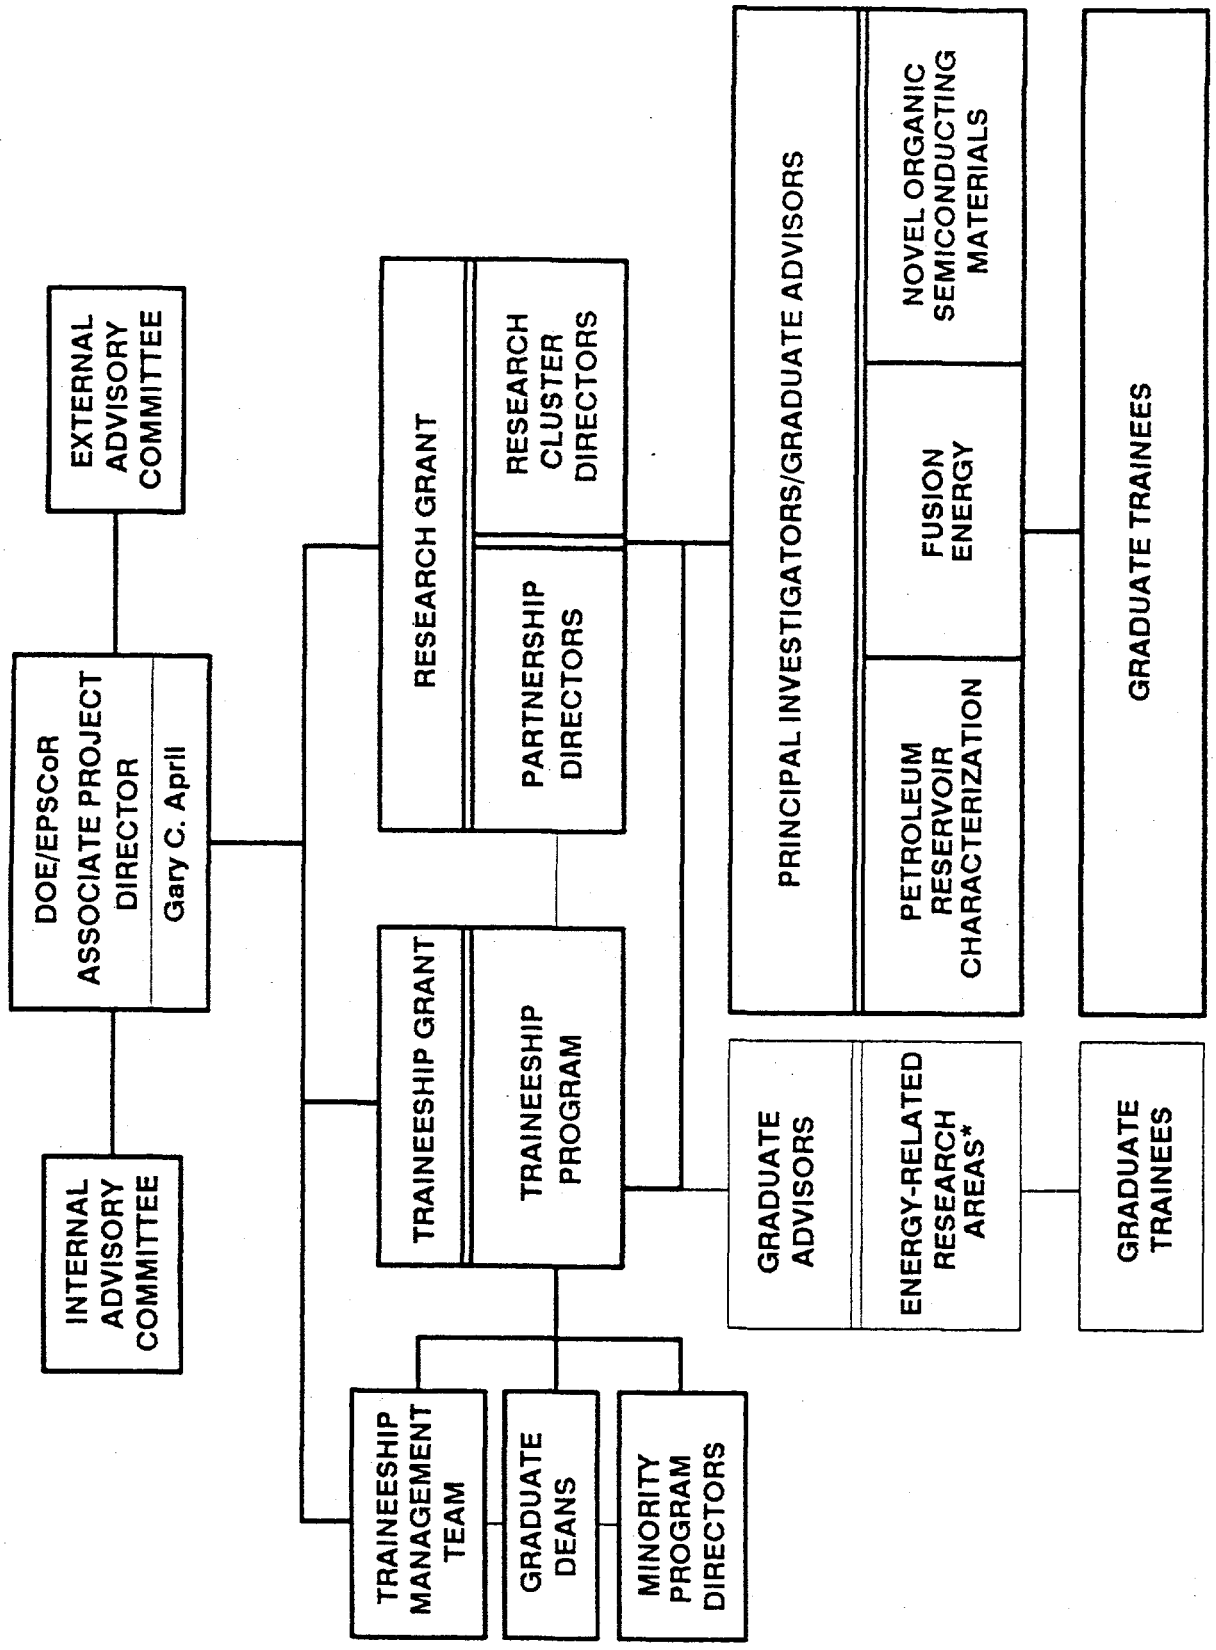 DOE/EPSCoR
ASSOCIATE PROJECT
DIRECTOR
Gary C. April
INTERNAL
ADVISORY
COMMITTEE
EXTERNAL
ADVISORY
COMMITTEE
TRAINEESHIP
MANAGEMENT
TEAM
GRADUATE
DEANS
MINORITY
PROGRAM
DIRECTORS
TRAINEESHIP GRANT
TRAINEESHIP
PROGRAM
RESEARCH GRANT
PARTNERSHIP
DIRECTORS
RESEARCH
CLUSTER
DIRECTORS
GRADUATE
ADVISORS
ENERGY-RELATED
RESEARCH
AREAS*
GRADUATE
TRAINEES
PRINCIPAL INVESTIGATORS/GRADUATE ADVISORS
PETROLEUM
RESERVOIR
CHARACTERIZATION
FUSION
ENERGY
NOVEL ORGANIC
SEMICONDUCTING
MATERIALS
GRADUATE TRAINEES